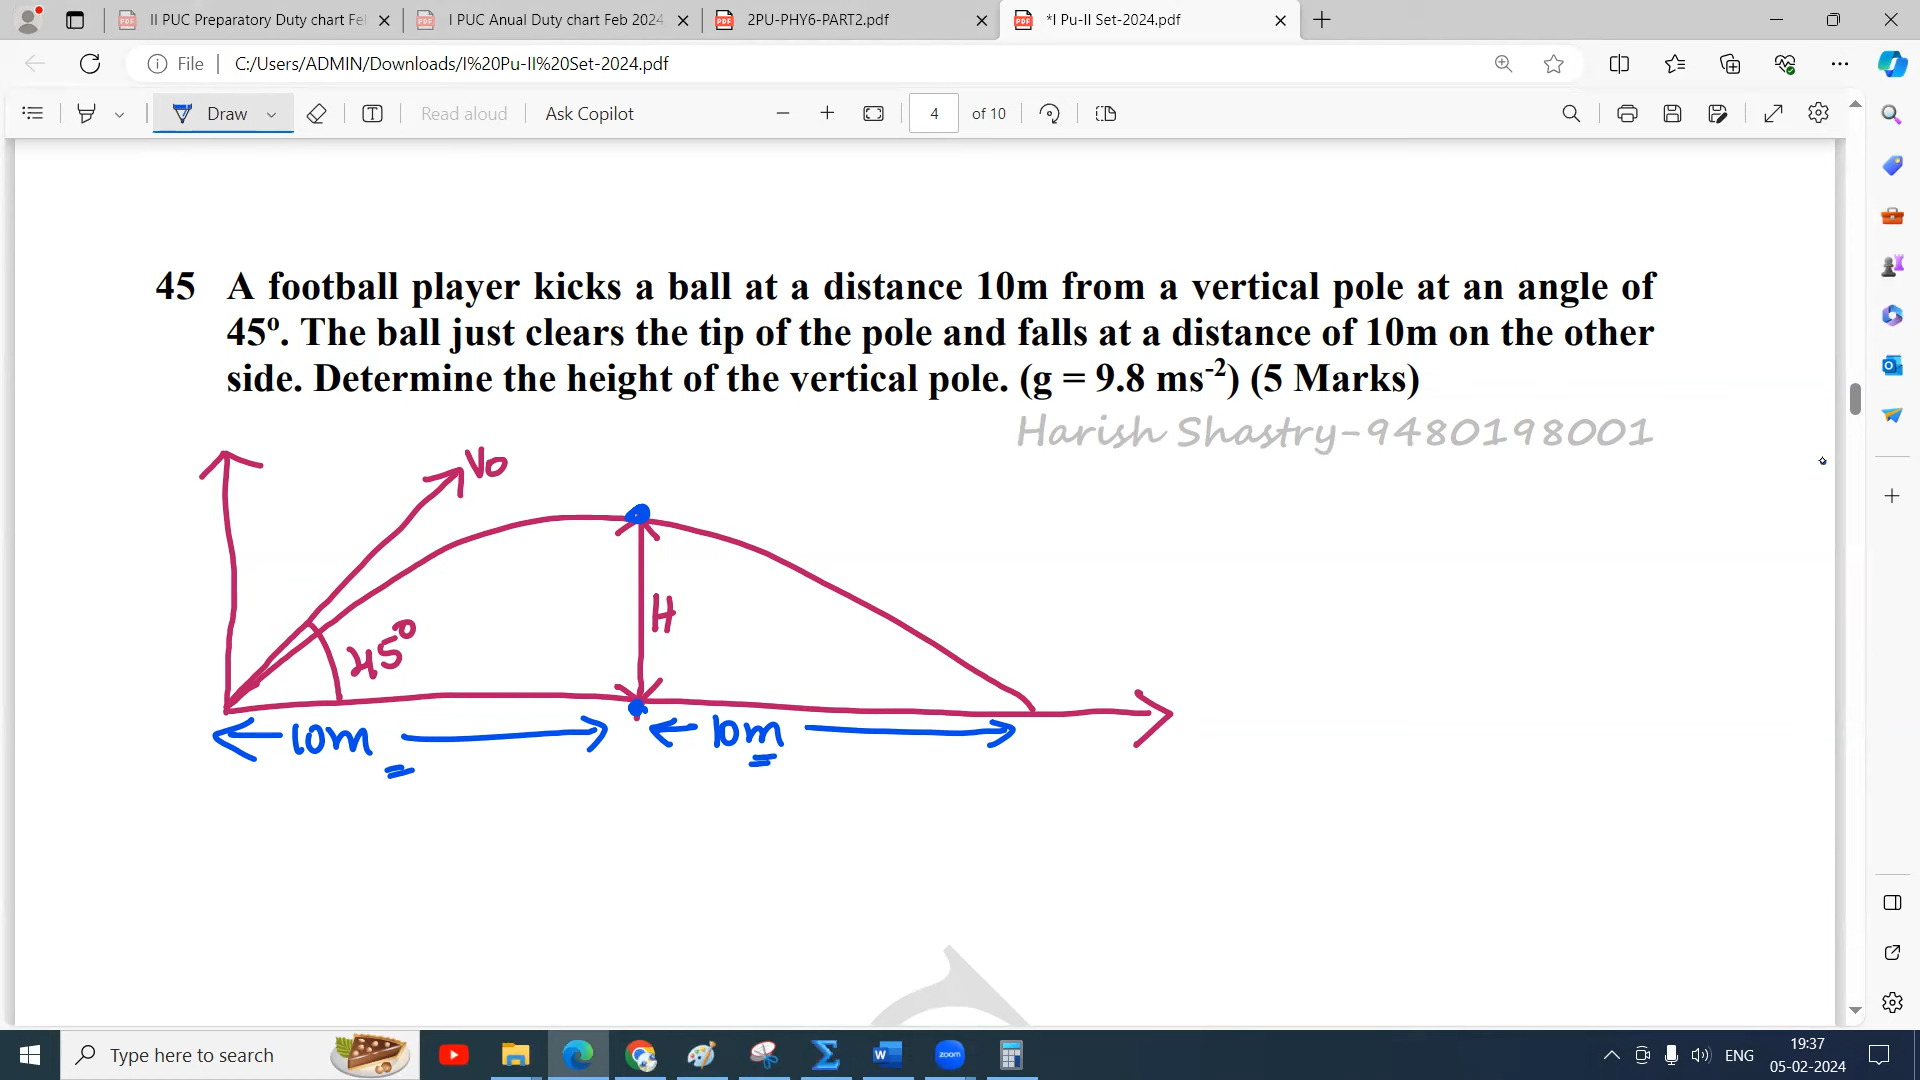 II PUC Preparatory Duty chart Fe
I PUC Anual Duty chart Feb 2024
2PU-PHY6-PART2.pdf
*I Pu-II Set-2024.pdf
File
C:/Users/ADMIN/Downloads/I%20Pu-II%20Set-2024.pdf
Draw
Read aloud
Ask Copilot
4
of 10
45 A football player kicks a ball at a distance 10m from a vertical pole at an angle of
45º. The ball just clears the tip of the pole and falls at a distance of 10m on the other
side. Determine the height of the vertical pole. (g = 9.8 ms⁻²) (5 Marks)
Harish Shastry-9480198001
V₀
H
45°
10m
10m
Type here to search
zoom
ENG
19:37
05-02-2024